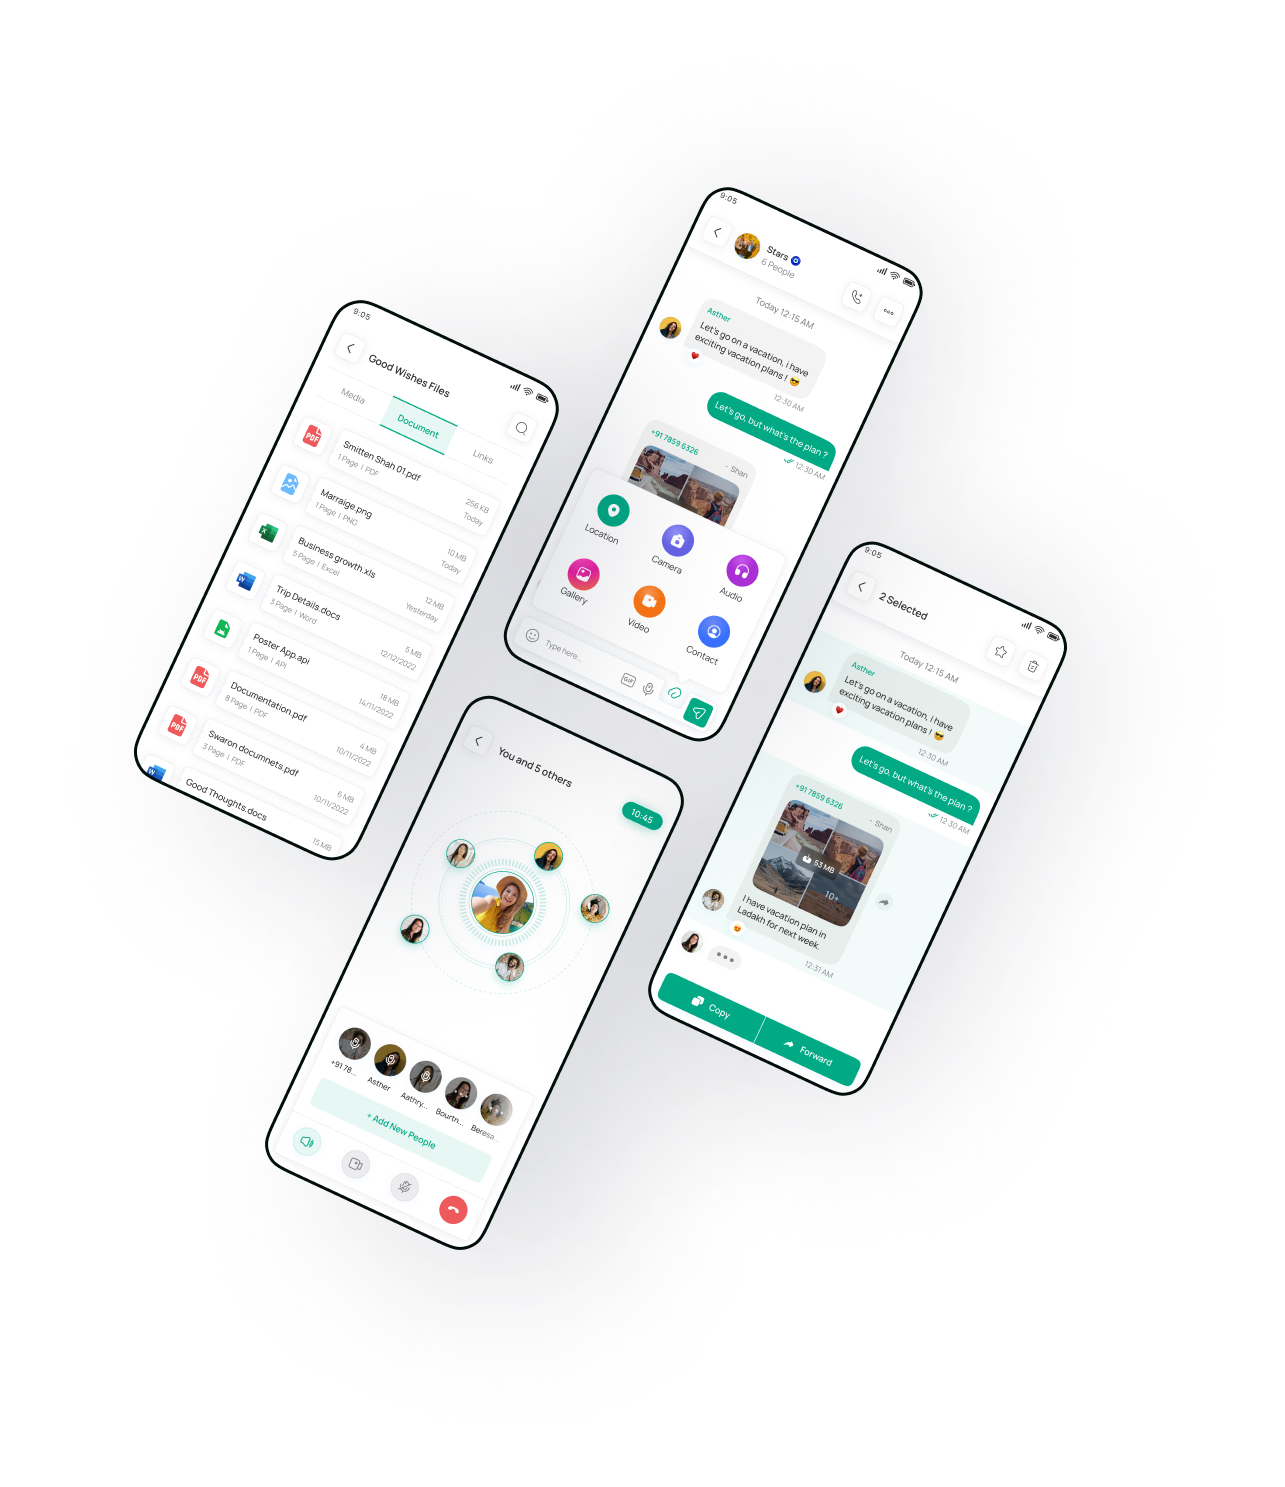 9:05
Good Wishes Files
Media
Document
Links
PDF
Smitten Shah 01.pdf
1 Page | PDF
256 KB
Today
Marraige.png
1 Page | PNG
10 MB
Today
X
Business growth.xls
5 Page | Excel
12 MB
Yesterday
W
Trip Details.docs
3 Page | Word
5 MB
12/12/2022
Poster App.api
1 Page | API
18 MB
14/11/2022
PDF
Documentation.pdf
8 Page | PDF
4 MB
10/11/2022
PDF
Swaron documnets.pdf
3 Page | PDF
6 MB
10/11/2022
W
Good Thoughts.docs
15 MB
9:05
Stars
6 People
Today 12:15 AM
Asther
Let's go on a vacation, i have
exciting vacation plans !
12:30 AM
Let's go, but what's the plan ?
12:30 AM
+91 7859 6326
- Shan
Location
Camera
Audio
Gallery
Video
Contact
Type here...
GIF
You and 5 others
10:45
+91 78...
Asther
Aathry...
Bourtn...
Beresa...
+ Add New People
9:05
2 Selected
Today 12:15 AM
Asther
Let's go on a vacation, i have
exciting vacation plans !
12:30 AM
Let's go, but what's the plan ?
12:30 AM
+91 7859 6326
- Shan
53 MB
10+
I have vacation plan in
Ladakh for next week.
12:31 AM
Copy
Forward